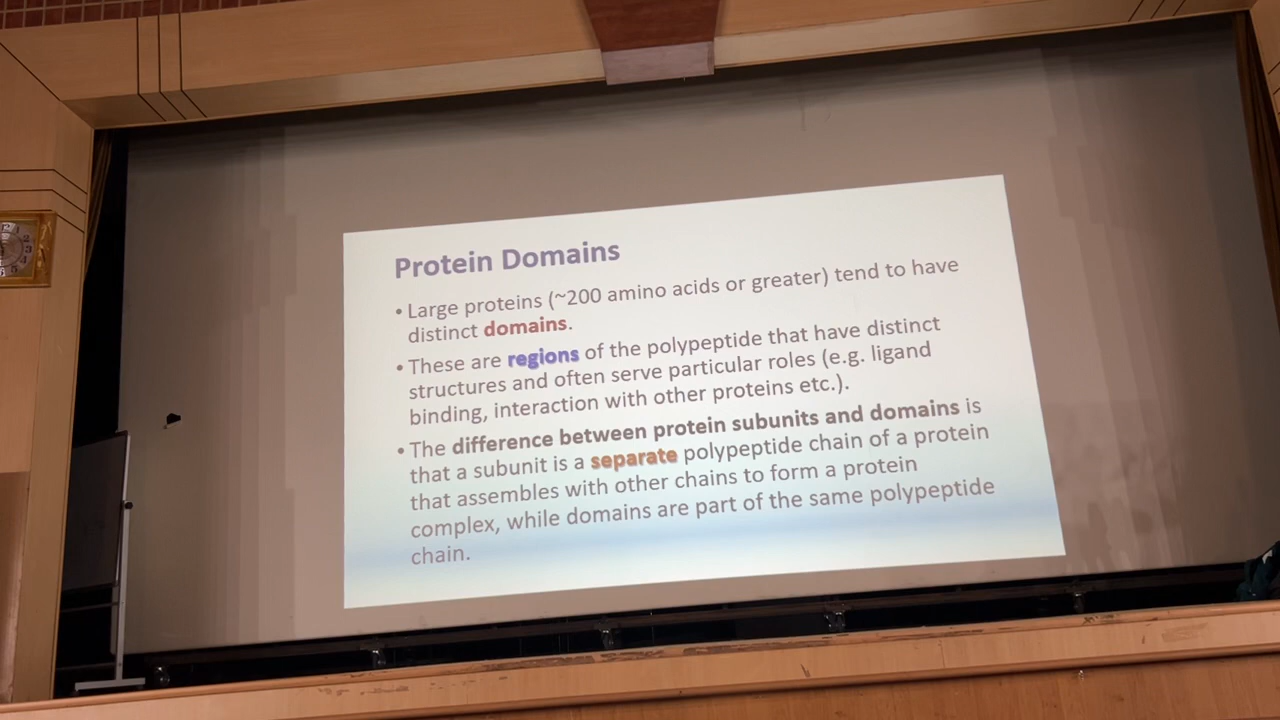 Protein Domains
• Large proteins (~200 amino acids or greater) tend to have
distinct domains.
• These are regions of the polypeptide that have distinct
structures and often serve particular roles (e.g. ligand
binding, interaction with other proteins etc.).
• The difference between protein subunits and domains is
that a subunit is a separate polypeptide chain of a protein
that assembles with other chains to form a protein
complex, while domains are part of the same polypeptide
chain.